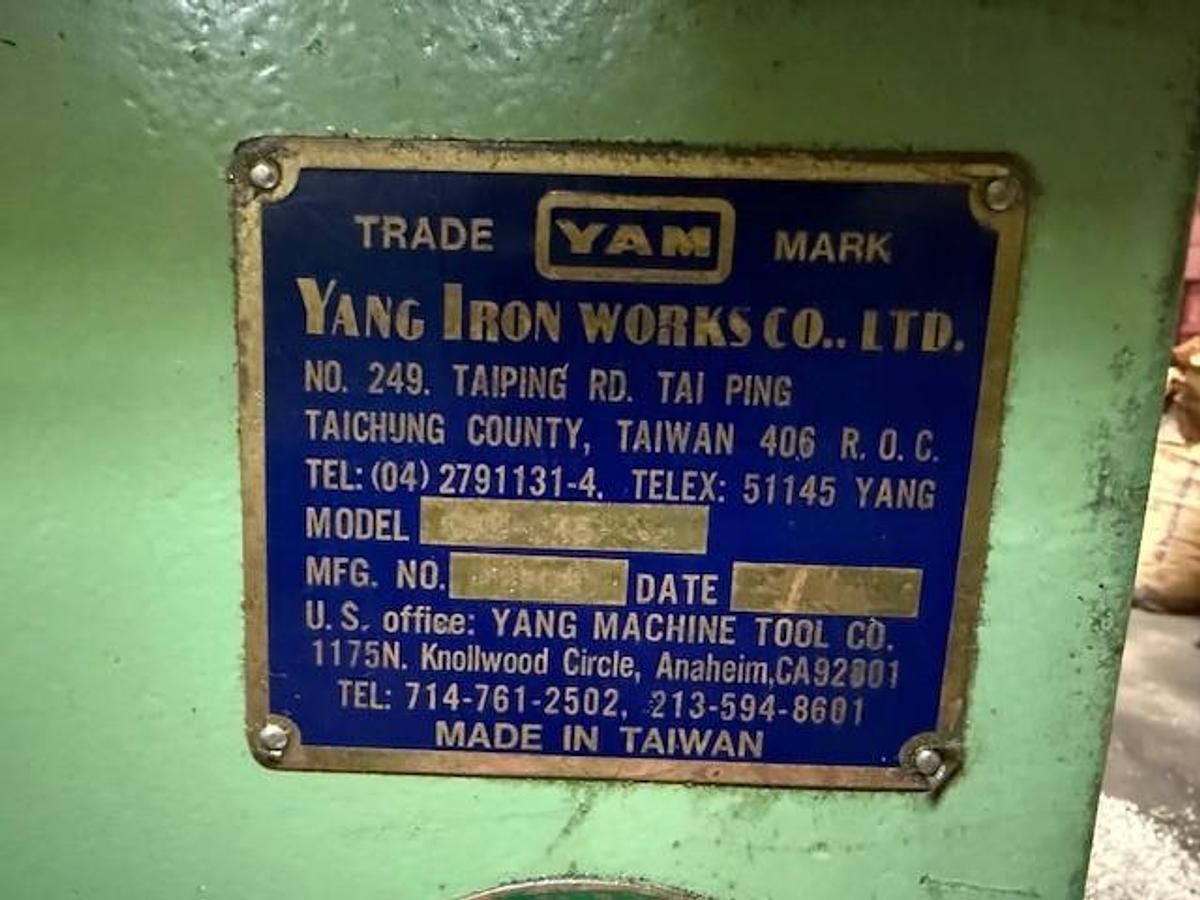 TRADE YAM MARK
YANG IRON WORKS CO.. LTD.
NO. 249. TAIPING RD. TAI PING
TAICHUNG COUNTY, TAIWAN 406 R. O. C.
TEL: (04) 2791131-4. TELEX: 51145 YANG
MODEL
MFG. NO. DATE
U. S. office: YANG MACHINE TOOL CO.
1175N. Knollwood Circle, Anaheim,CA92801
TEL: 714-761-2502, 213-594-8601
MADE IN TAIWAN